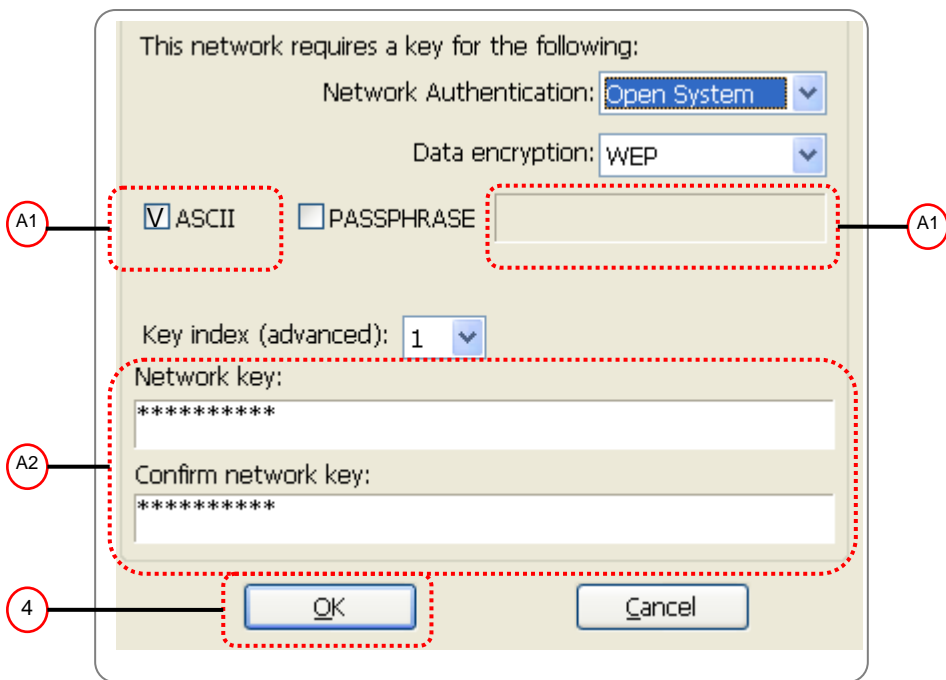 This network requires a key for the following:
Network Authentication: Open System
Data encryption: WEP
A1 V ASCII PASSPHRASE A1
Key index (advanced): 1
Network key:
**********
A2
Confirm network key:
**********
4 OK Cancel